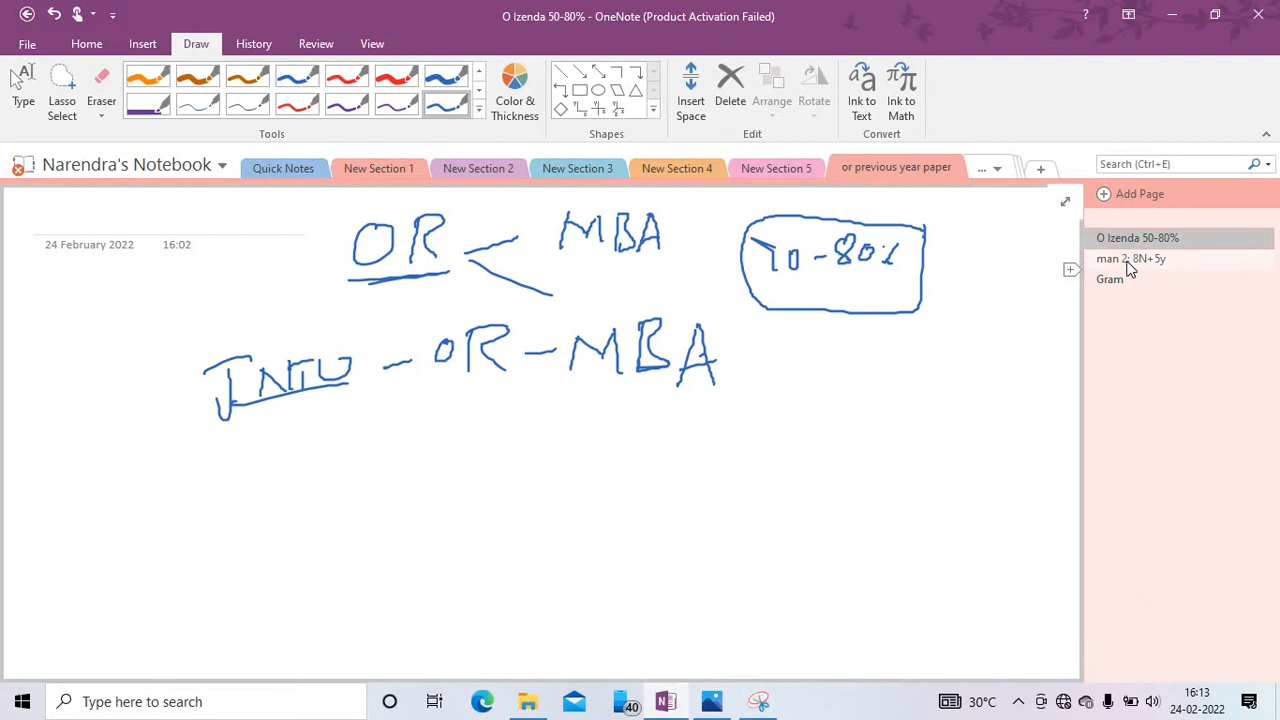 O Izenda 50-80% - OneNote (Product Activation Failed)
File Home Insert Draw History Review View
Type
Lasso Select
Eraser
Color & Thickness
Insert Space
Delete
Arrange
Rotate
Ink to Text
Ink to Math
Tools
Shapes
Edit
Convert
Narendra's Notebook
Quick Notes New Section 1 New Section 2 New Section 3 New Section 4 New Section 5 or previous year paper ...
Search (Ctrl+E)
Add Page
O Izenda 50-80%
man 2: 8N+5y
Gram
24 February 2022 16:02
OR MBA
-80%
JNTU - OR - MBA
Type here to search
40
30°C
16:13
24-02-2022